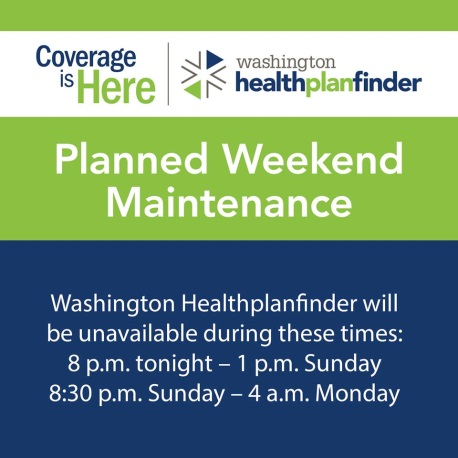 Coverage
is Here
washington
healthplanfinder
Planned Weekend
Maintenance
Washington Healthplanfinder will
be unavailable during these times:
8 p.m. tonight – 1 p.m. Sunday
8:30 p.m. Sunday – 4 a.m. Monday